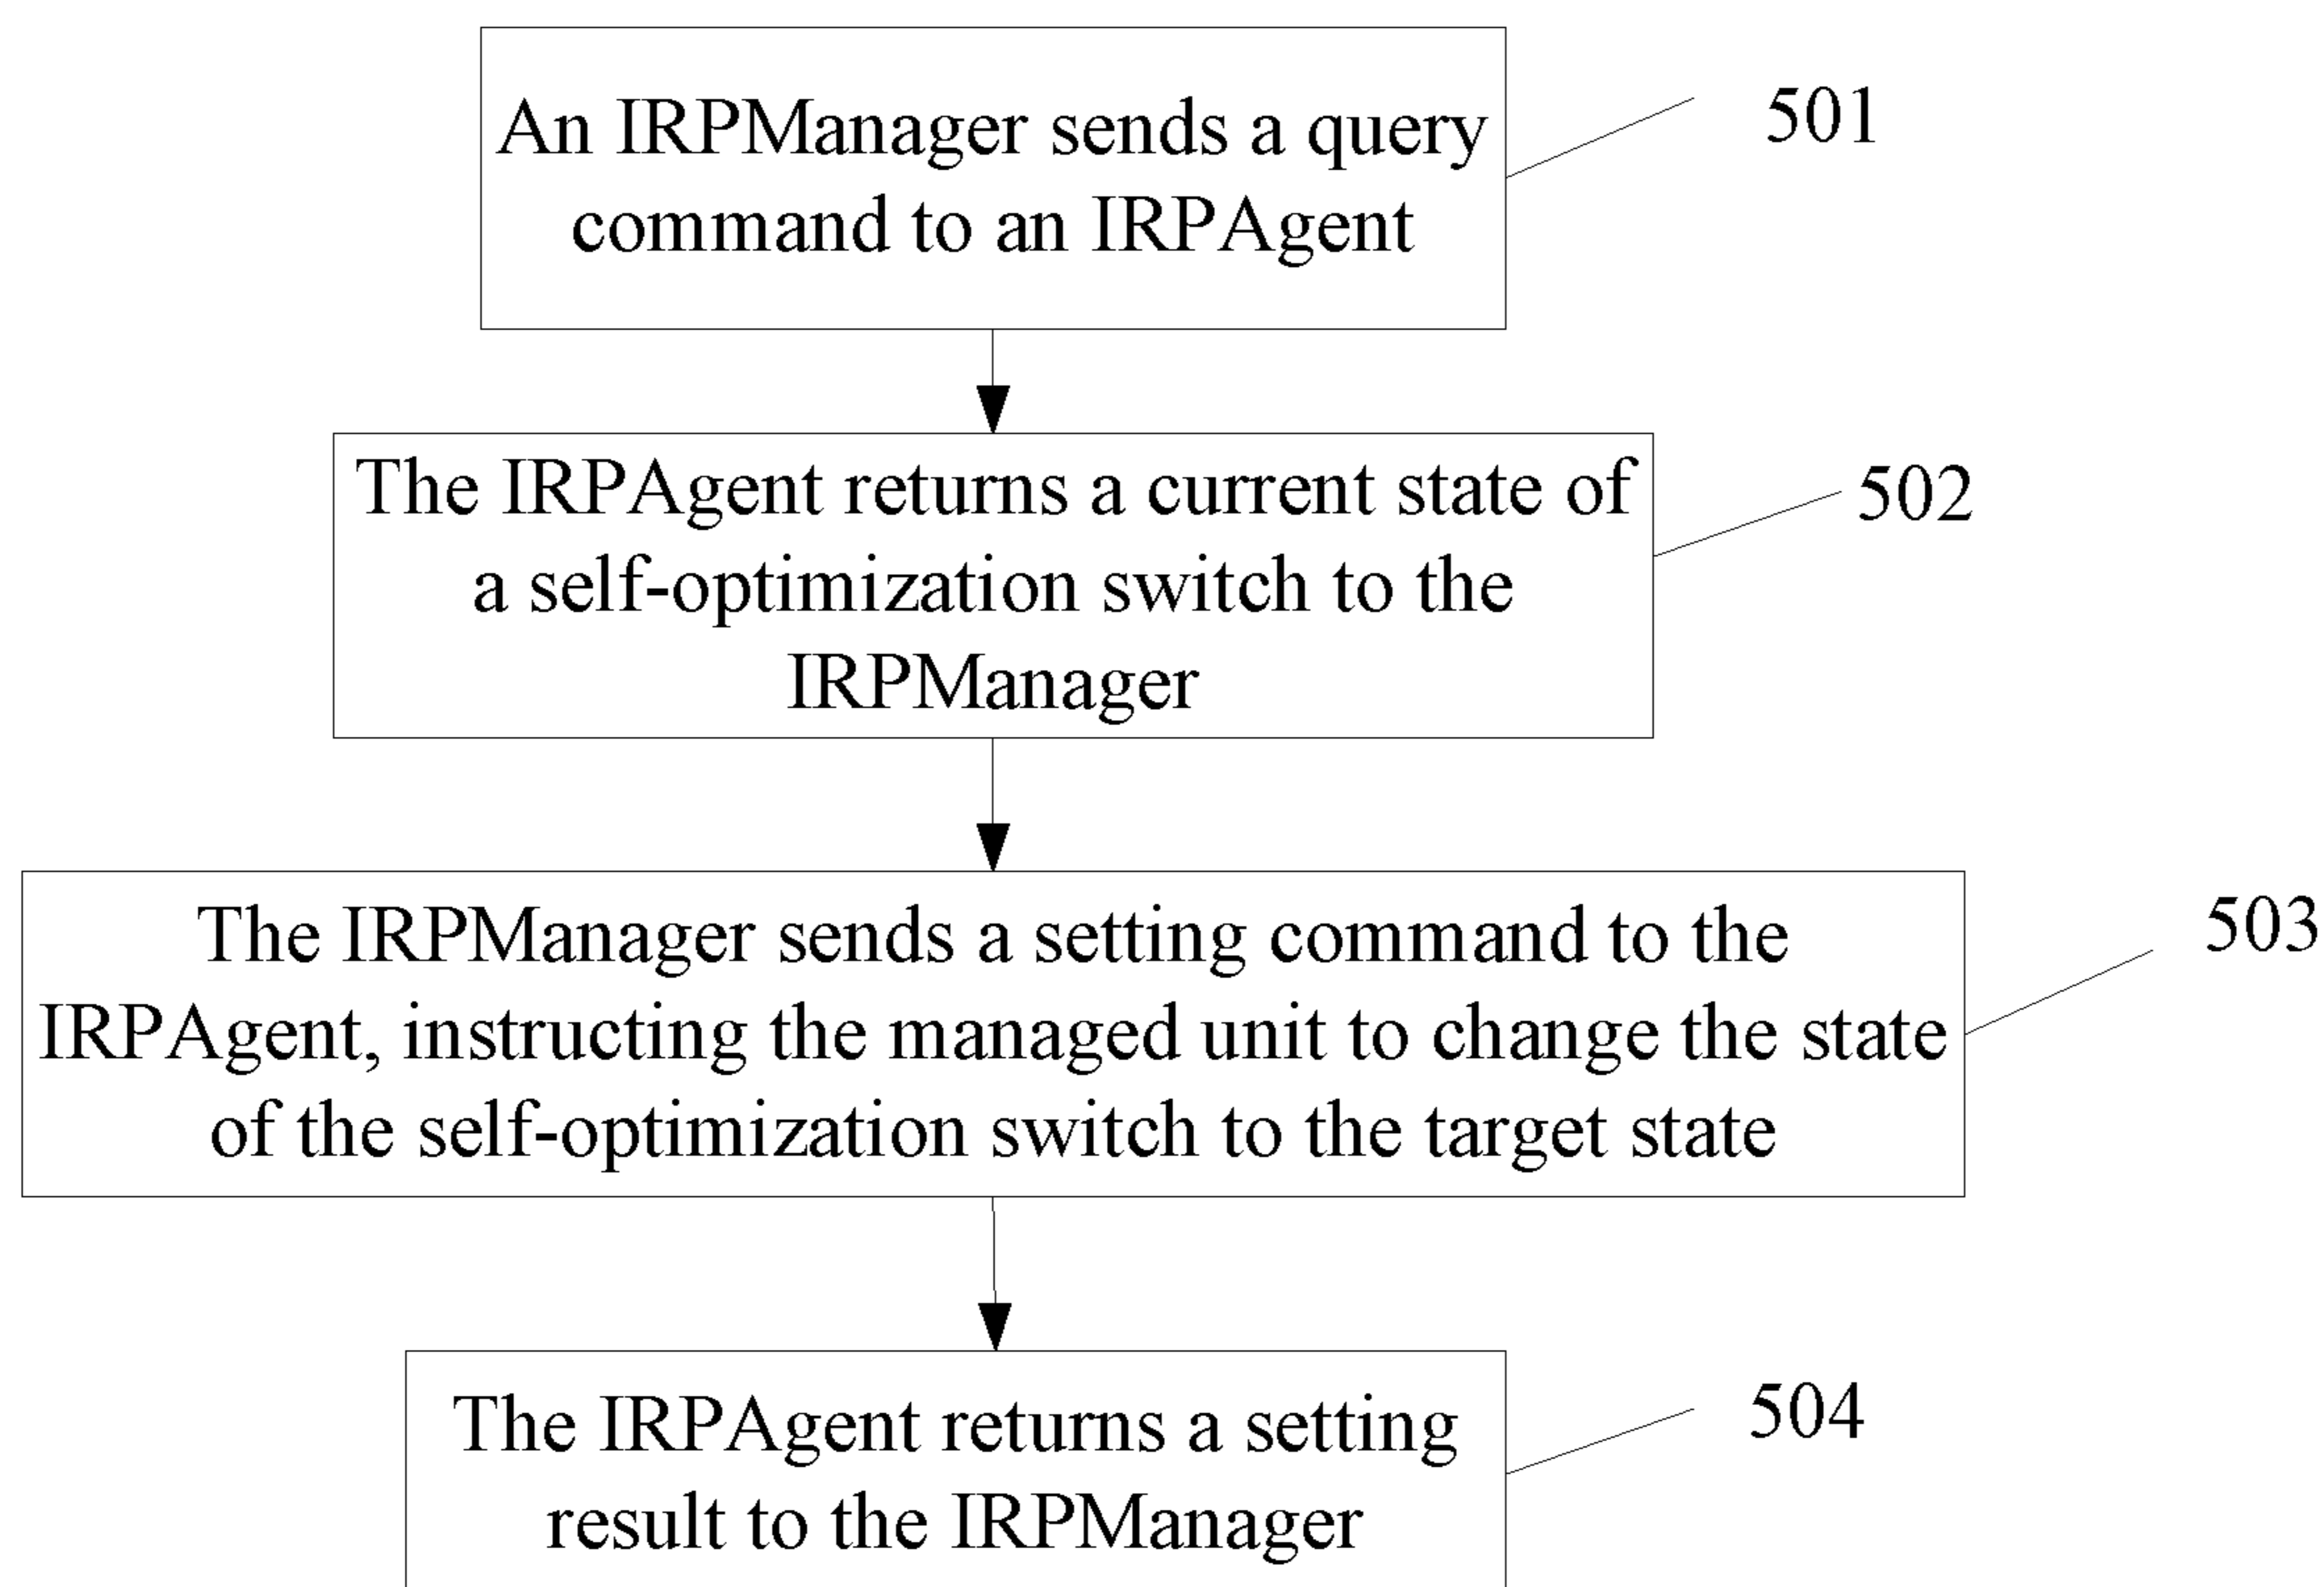 An IRPManager sends a query
command to an IRPAgent
501
The IRPAgent returns a current state of
a self-optimization switch to the
IRPManager
502
The IRPManager sends a setting command to the
IRPAgent, instructing the managed unit to change the state
of the self-optimization switch to the target state
503
The IRPAgent returns a setting
result to the IRPManager
504